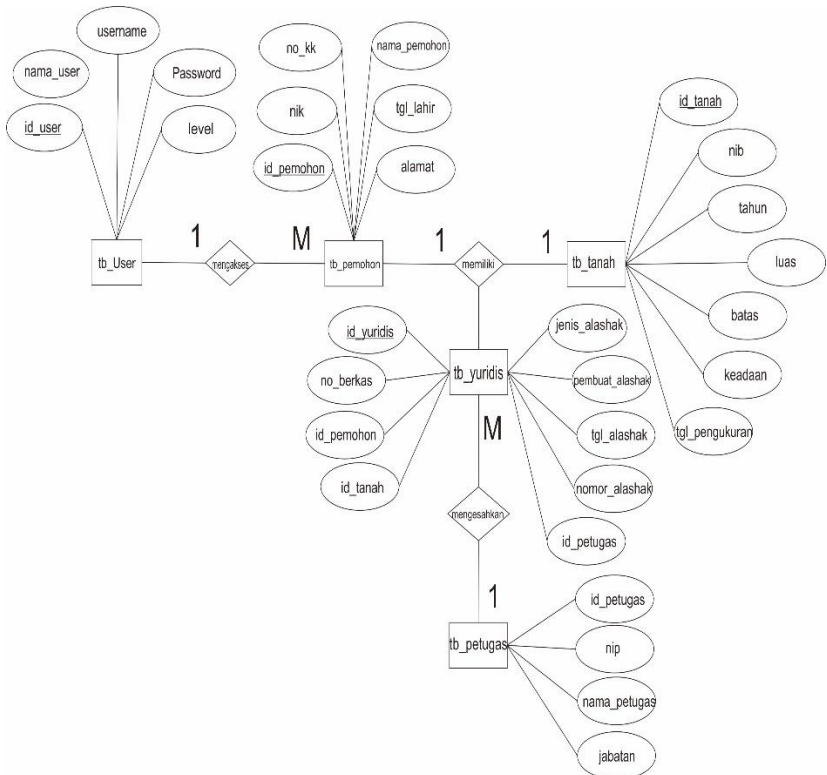 username
nama_user
Password
id_user
level
no_kk
nama_pemohon
nik
tgl_lahir
id_pemohon
alamat
id_tanah
nib
tahun
luas
batas
keadaan
tgl_pengukuran
tb_User
1
mengakses
M
tb_pemohon
1
memiliki
1
tb_tanah
id_yuridis
no_berkas
id_pemohon
id_tanah
tb_yuridis
jenis_alashak
pembuat_alashak
tgl_alashak
nomor_alashak
id_petugas
M
mengesahkan
1
tb_petugas
id_petugas
nip
nama_petugas
jabatan